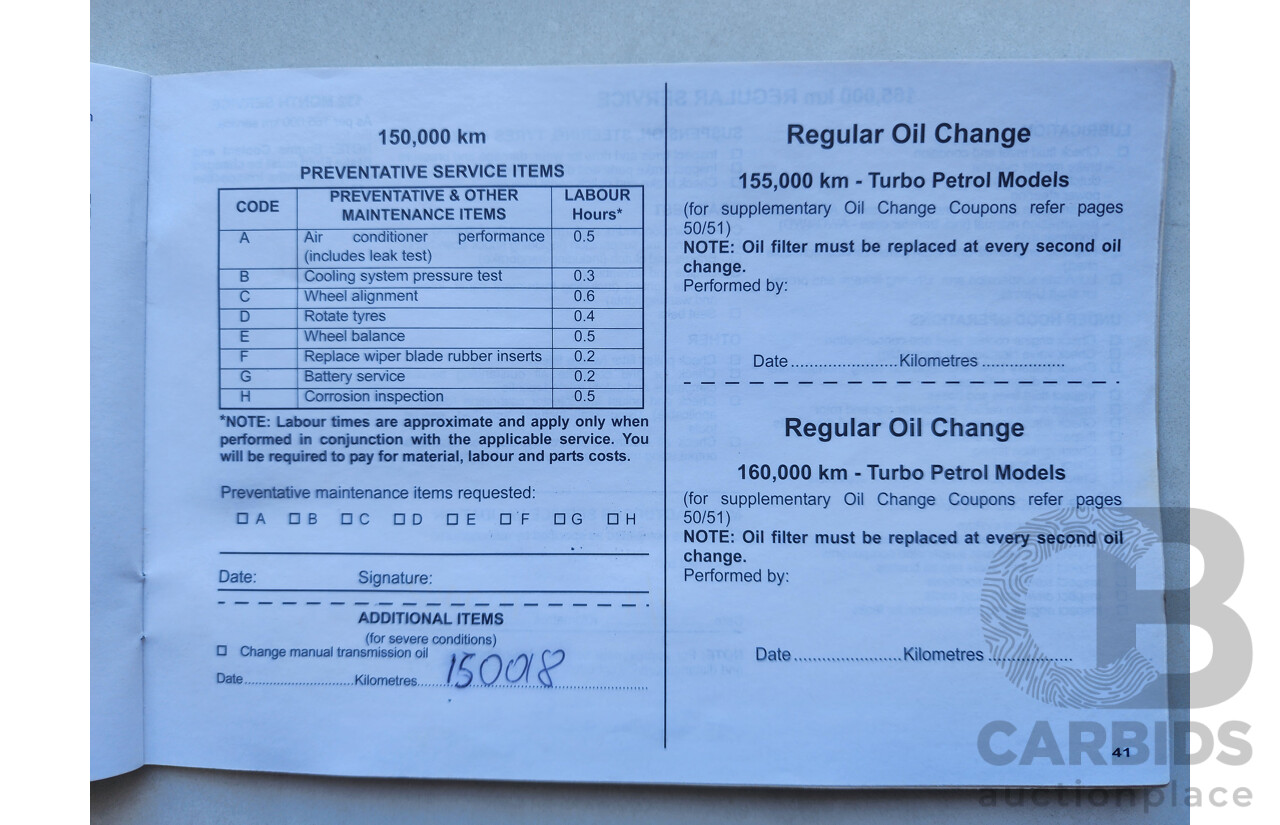 150,000 km
PREVENTATIVE SERVICE ITEMS
CODE PREVENTATIVE & OTHER MAINTENANCE ITEMS LABOUR Hours*
A Air conditioner performance (includes leak test) 0.5
B Cooling system pressure test 0.3
C Wheel alignment 0.6
D Rotate tyres 0.4
E Wheel balance 0.5
F Replace wiper blade rubber inserts 0.2
G Battery service 0.2
H Corrosion inspection 0.5
*NOTE: Labour times are approximate and apply only when
performed in conjunction with the applicable service. You
will be required to pay for material, labour and parts costs.
Preventative maintenance items requested:
☐ A ☐ B ☐ C ☐ D ☐ E ☐ F ☐ G ☐ H
Date: Signature:
ADDITIONAL ITEMS
(for severe conditions)
☐ Change manual transmission oil
Date........................Kilometres 150018
Regular Oil Change
155,000 km - Turbo Petrol Models
(for supplementary Oil Change Coupons refer pages
50/51)
NOTE: Oil filter must be replaced at every second oil
change.
Performed by:
Date........................Kilometres ...................
Regular Oil Change
160,000 km - Turbo Petrol Models
(for supplementary Oil Change Coupons refer pages
50/51)
NOTE: Oil filter must be replaced at every second oil
change.
Performed by:
Date........................Kilometres ...................
41
CB
CARBIDS
auctionplace